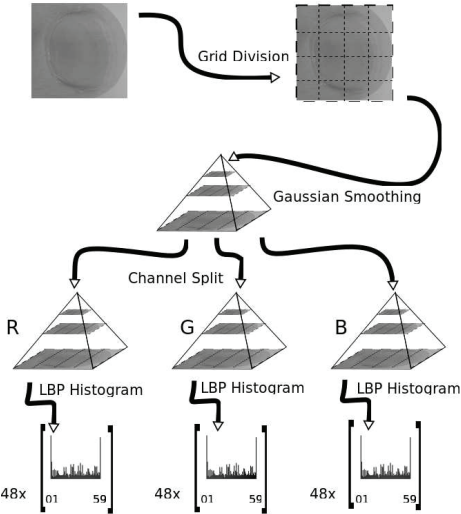 Grid Division
Gaussian Smoothing
Channel Split
R
G
B
LBP Histogram
LBP Histogram
LBP Histogram
48x
01
59
48x
01
59
48x
01
59